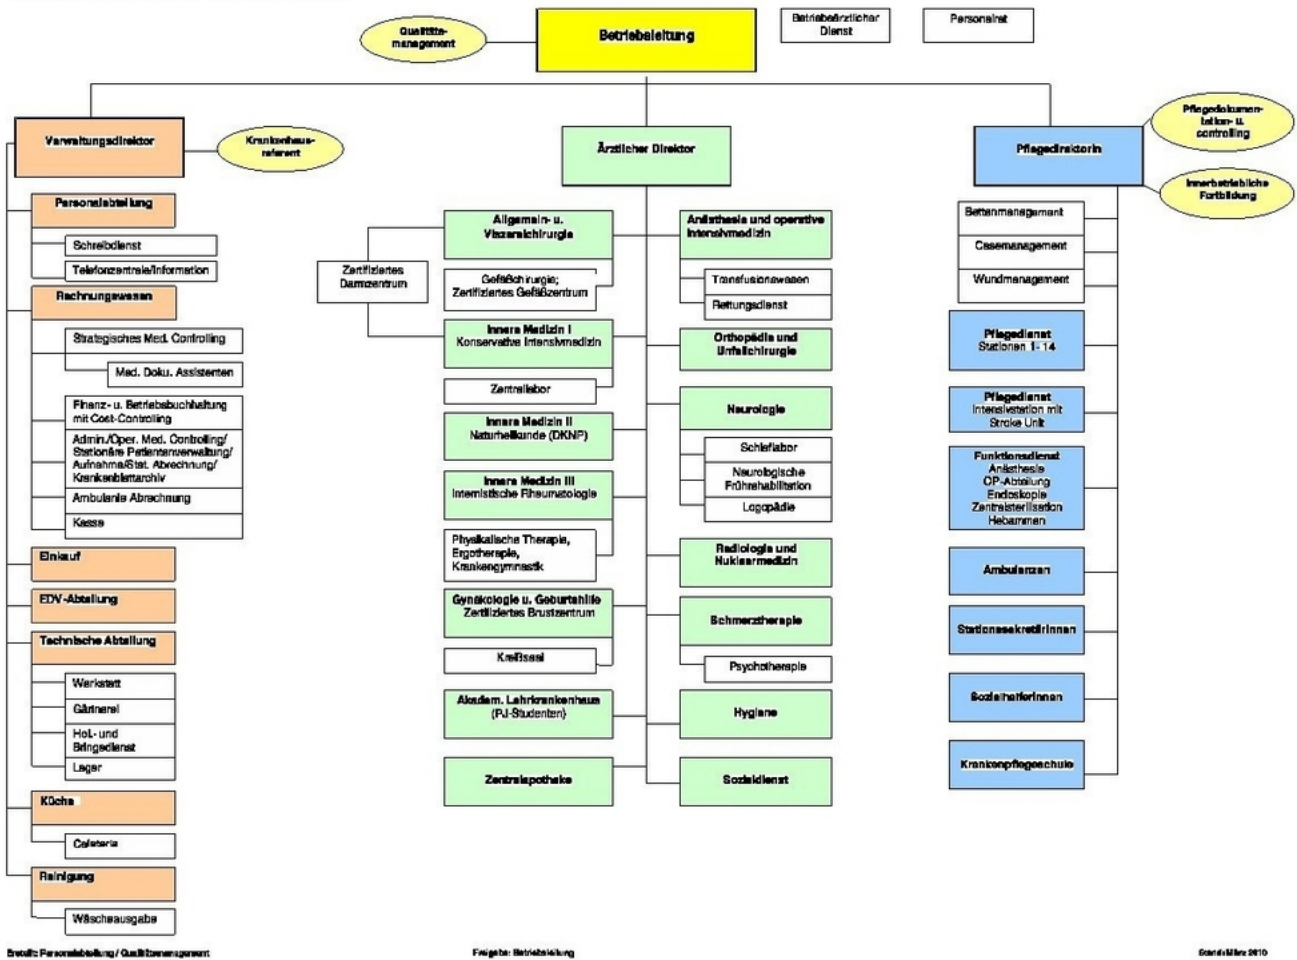 Qualitäts-
management
Betriebsleitung
Betriebsärztlicher
Dienst
Personalrat
Verwaltungsdirektor
Krankenhaus-
referent
Ärztlicher Direktor
Pflegedirektorin
Pflegedokumen-
tation- u.
controlling
Innerbetriebliche
Fortbildung
Personalabteilung
Schreibdienst
Telefonzentrale/Information
Rechnungswesen
Strategisches Med. Controlling
Med. Doku. Assistenten
Finanz- u. Betriebsbuchhaltung
mit Cost-Controlling
Admin./Oper. Med. Controlling/
Stationäre Patientenverwaltung/
Aufnahme/Stat. Abrechnung/
Krankenblattarchiv
Ambulante Abrechnung
Kasse
Einkauf
EDV-Abteilung
Technische Abteilung
Werkstatt
Gärtnerei
Hol.- und
Bringedienst
Lager
Küche
Cafeteria
Reinigung
Wäscheausgabe
Zertifiziertes
Darmzentrum
Allgemein- u.
Viszeralchirurgie
Gefäßchirurgie;
Zertifiziertes Gefäßzentrum
Innere Medizin I
Konservative Intensivmedizin
Zentrallabor
Innere Medizin II
Naturheilkunde (DKNP)
Innere Medizin III
Internistische Rheumatologie
Physikalische Therapie,
Ergotherapie,
Krankengymnastik
Gynäkologie u. Geburtshilfe
Zertifiziertes Brustzentrum
Kreißsaal
Akadem. Lehrkrankenhaus
(PJ-Studenten)
Zentralapotheke
Anästhesie und operative
Intensivmedizin
Transfusionswesen
Rettungsdienst
Orthopädie und
Unfallchirurgie
Neurologie
Schlaflabor
Neurologische
Frührehabilitation
Logopädie
Radiologie und
Nuklearmedizin
Schmerztherapie
Psychotherapie
Hygiene
Sozialdienst
Bettenmanagement
Casemanagement
Wundmanagement
Pflegedienst
Stationen 1- 14
Pflegedienst
Intensivstation mit
Stroke Unit
Funktionsdienst
Anästhesie
OP-Abteilung
Endoskopie
Zentralsterilisation
Hebammen
Ambulanzen
StationssekretärInnen
SozialhelferInnen
Krankenpflegeschule
Erstellt: Personalabteilung / Qualitätsmanagement
Freigabe: Betriebsleitung
Stand: März 2010